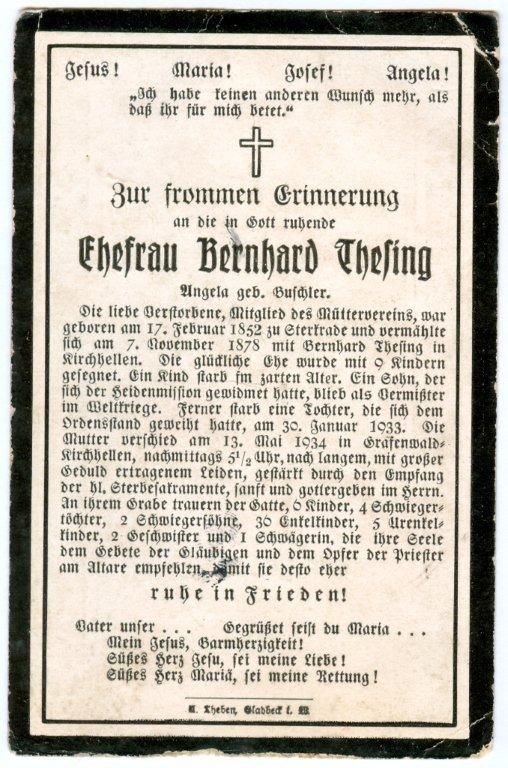 Jesus! Maria! Josef! Angela!
„Ich habe keinen anderen Wunsch mehr, als
daß ihr für mich betet.“
Zur frommen Erinnerung
an die in Gott ruhende
Ehefrau Bernhard Thesing
Angela geb. Buschler.
Die liebe Verstorbene, Mitglied des Müttervereins, war
geboren am 17. Februar 1852 zu Sterkrade und vermählte
sich am 7. November 1878 mit Bernhard Thesing in
Kirchhellen. Die glückliche Ehe wurde mit 9 Kindern
gesegnet. Ein Kind starb im zarten Alter. Ein Sohn, der
sich der Heidenmission gewidmet hatte, blieb als Vermißter
im Weltkriege. Ferner starb eine Tochter, die sich dem
Ordensstand geweiht hatte, am 30. Januar 1933. Die
Mutter verschied am 13. Mai 1934 in Grafenwald-
Kirchhellen, nachmittags 5 1/2 Uhr, nach langem, mit großer
Geduld ertragenem Leiden, gestärkt durch den Empfang
der hl. Sterbesakramente, sanft und gottergeben im Herrn.
An ihrem Grabe trauern der Gatte, 6 Kinder, 4 Schwieger-
töchter, 2 Schwiegersöhne, 36 Enkelkinder, 5 Urenkel-
kinder, 2 Geschwister und 1 Schwägerin, die ihre Seele
dem Gebete der Gläubigen und dem Opfer der Priester
am Altare empfehlen, damit sie desto eher
ruhe in Frieden!
Vater unser . . . Gegrüßet seist du Maria . . .
Mein Jesus, Barmherzigkeit!
Süßes Herz Jesu, sei meine Liebe!
Süßes Herz Mariä, sei meine Rettung!
A. Theben, Gladbeck i. W.